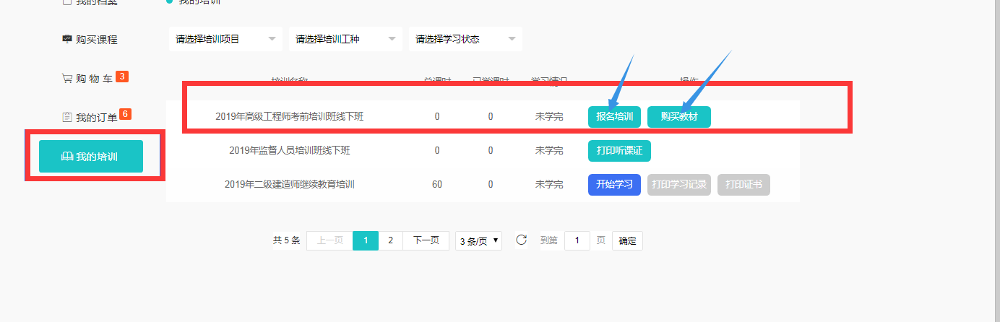 我的档案
我的培训
购买课程
请选择培训项目
请选择培训工种
请选择学习状态
购 物 车 3
我的订单 6
我的培训
培训名称 总课时 已学课时 学习情况 操作
2019年高级工程师考前培训班线下班 0 0 未学完 报名培训 购买教材
2019年监督人员培训班线下班 0 0 未学完 打印听课证
2019年二级建造师继续教育培训 60 0 未学完 开始学习 打印学习记录 打印证书
共 5 条 上一页 1 2 下一页 3 条/页 到第 1 页 确定